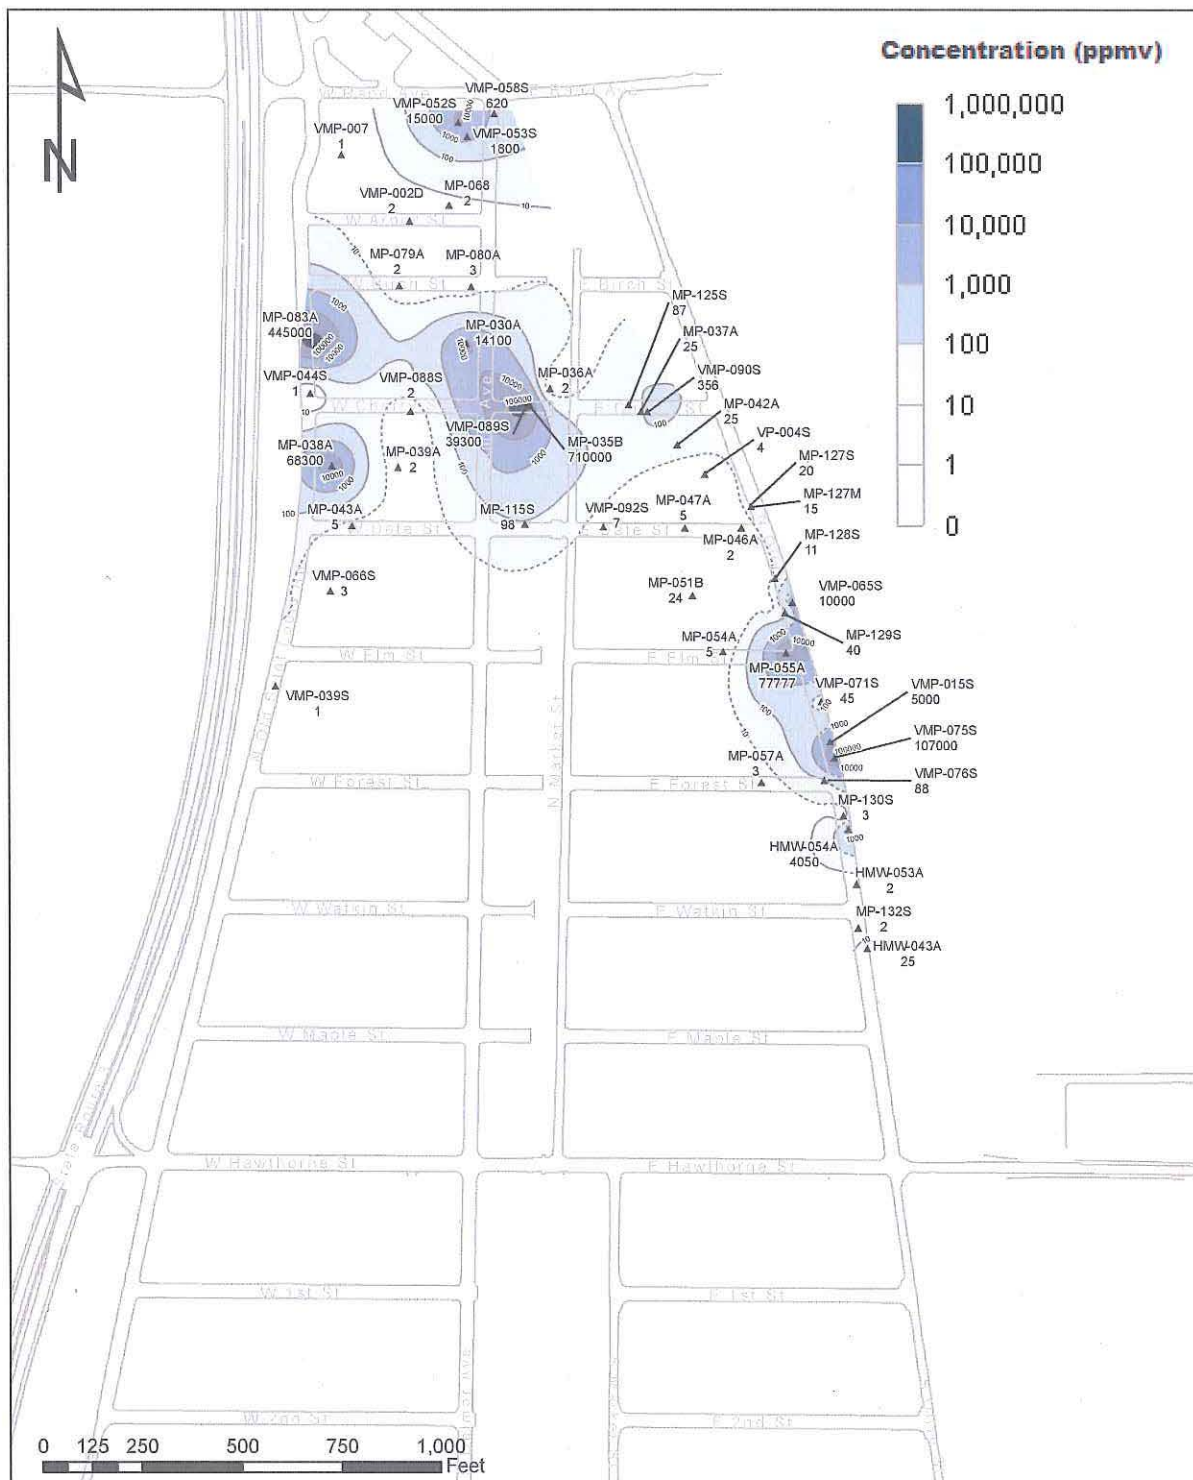 Concentration (ppmv)
1,000,000
100,000
10,000
1,000
100
10
1
0
N
VMP-058S
620
VMP-052S
15000
VMP-053S
1800
VMP-007
1
MP-068
2
VMP-002D
2
MP-079A
2
MP-080A
3
W Birch St
E Birch St
MP-125S
87
MP-083A
445000
MP-030A
14100
MP-037A
25
MP-036A
2
VMP-090S
356
VMP-044S
1
VMP-088S
2
MP-042A
25
VMP-089S
39300
MP-035B
710000
VP-004S
4
MP-038A
68300
MP-039A
2
MP-127S
20
MP-127M
15
MP-043A
5
MP-115S
98
VMP-092S
7
MP-047A
5
MP-046A
2
MP-128S
11
VMP-066S
3
MP-051B
24
VMP-065S
10000
MP-129S
40
MP-054A
5
W Elm St
E Elm St
MP-055A
77777
VMP-071S
45
VMP-015S
5000
VMP-039S
1
VMP-075S
107000
N Market St
MP-057A
3
VMP-076S
88
W Forest St
E Forest St
MP-130S
3
HMW-054A
4050
HMW-053A
2
W Watkin St
E Watkin St
MP-132S
2
HMW-043A
25
W Maple St
E Maple St
W Hawthorne St
E Hawthorne St
W 1st St
E 1st St
W 2nd St
E 2nd St
0 125 250 500 750 1,000
Feet